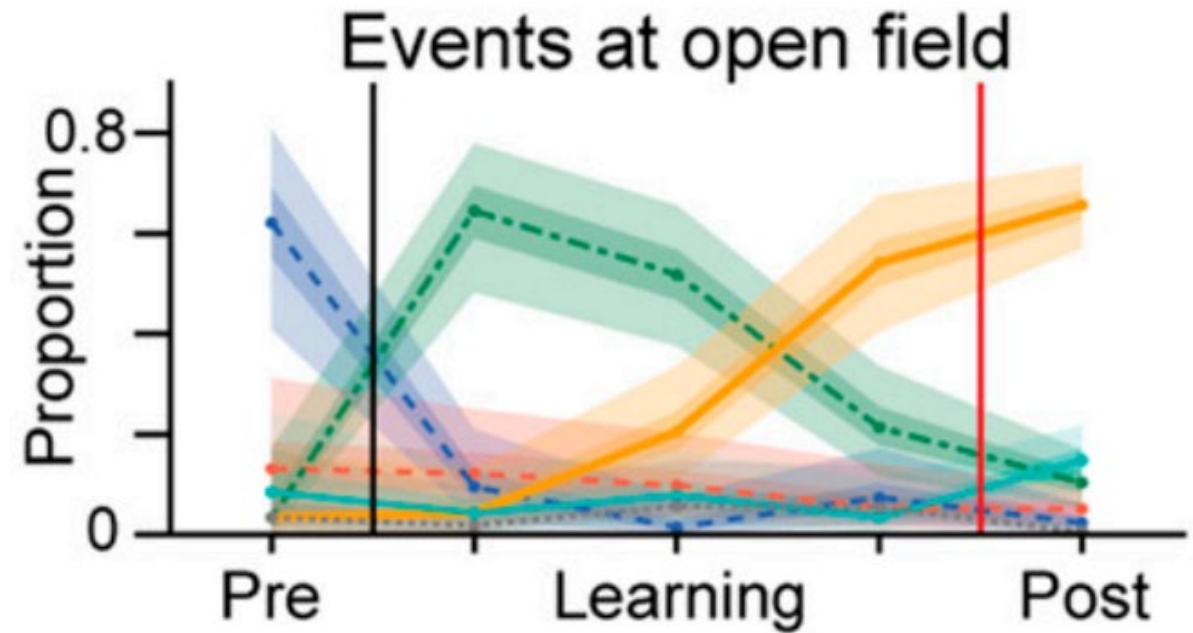 Events at open field
Proportion
0.8
0
Pre
Learning
Post